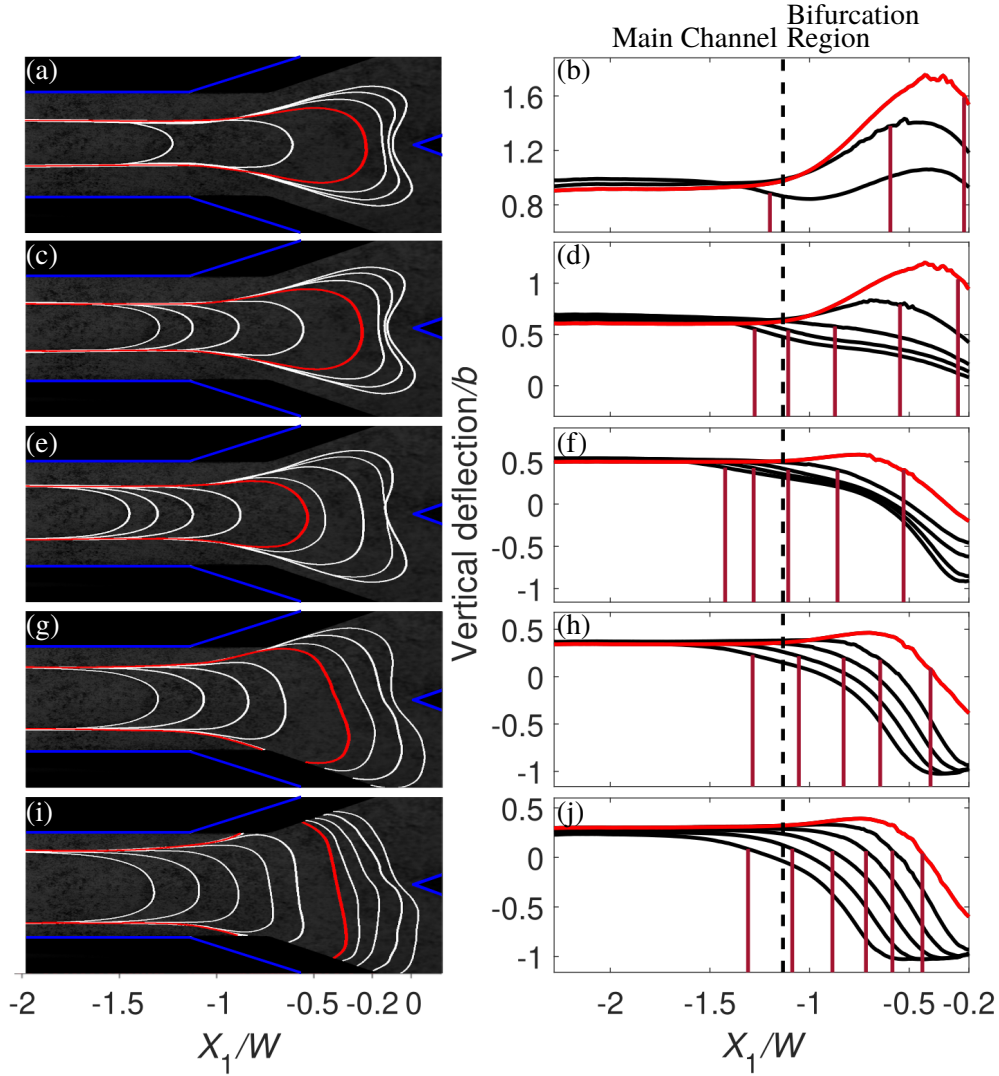 Main Channel
Bifurcation
Region
(a)
(b)
1.6
1.2
0.8
(c)
(d)
1
0.5
0
(e)
(f)
0.5
0
-0.5
-1
(g)
(h)
0.5
0
-0.5
-1
(i)
(j)
0.5
0
-0.5
-1
Vertical deflection/b
-2 -1.5 -1 -0.5 -0.2 0
X1/W
-2 -1.5 -1 -0.5 -0.2
X1/W